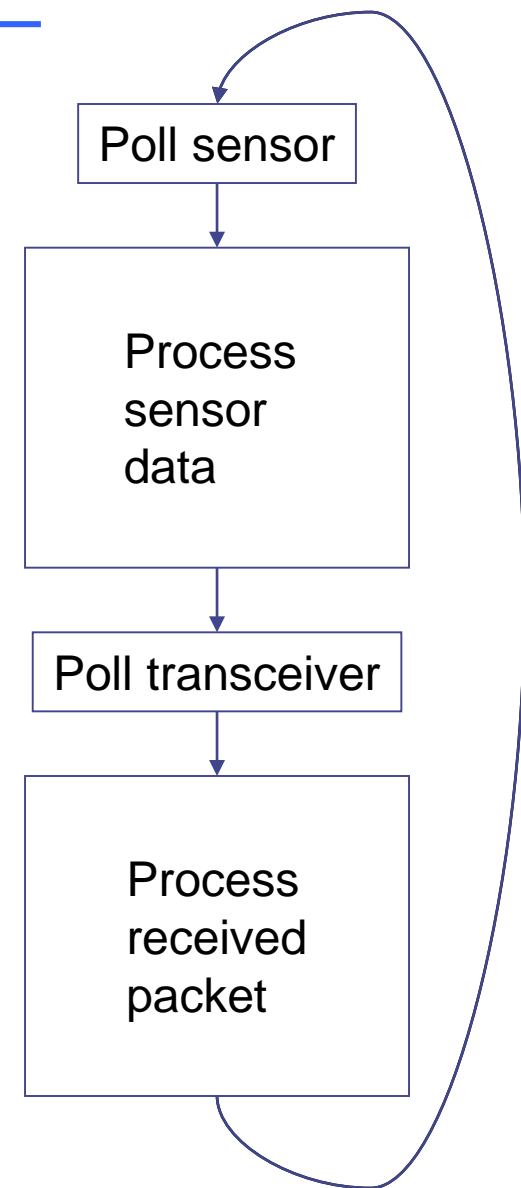 Poll sensor
Process
sensor
data
Poll transceiver
Process
received
packet